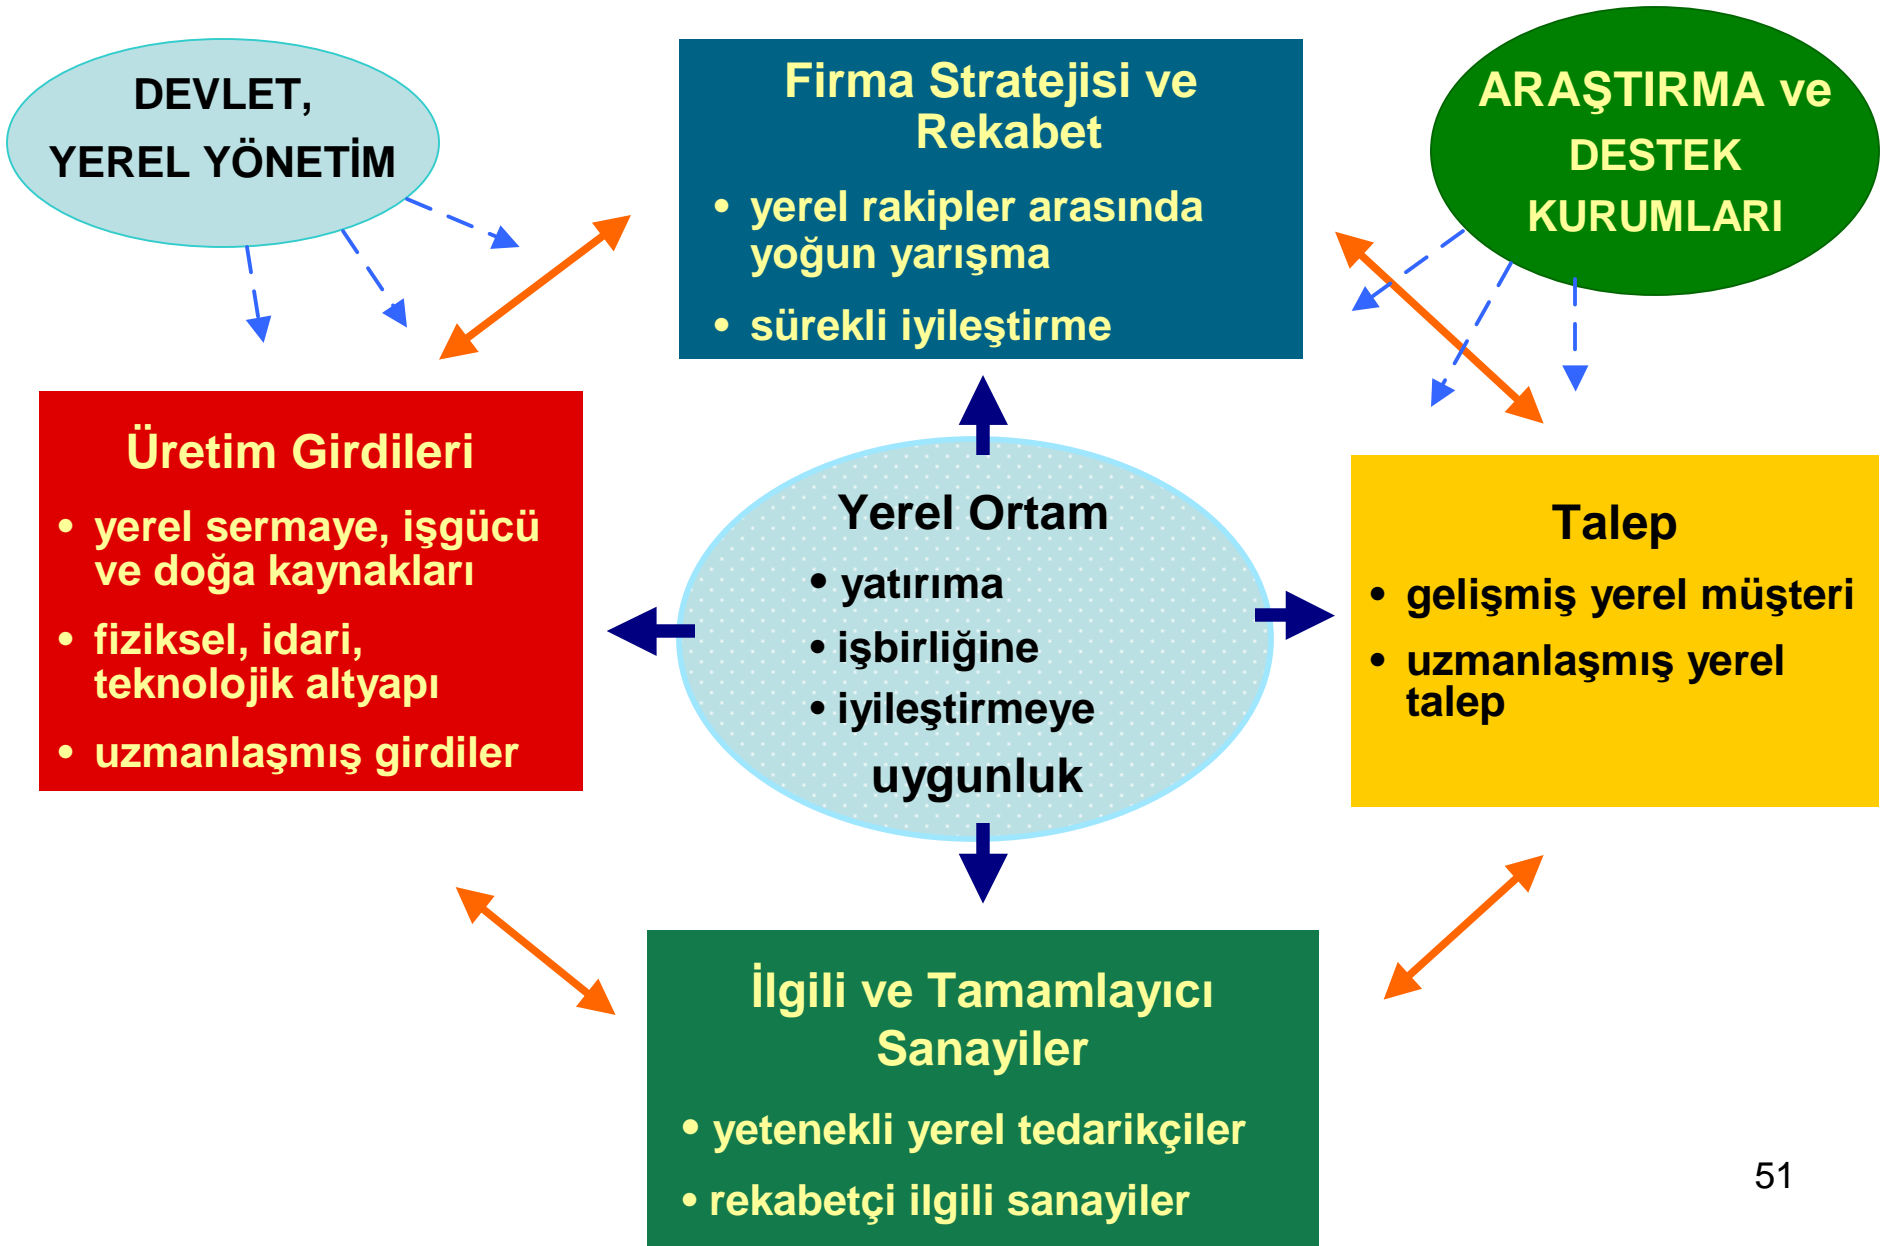 DEVLET,
YEREL YÖNETİM
Firma Stratejisi ve
Rekabet
• yerel rakipler arasında
yoğun yarışma
• sürekli iyileştirme
ARAŞTIRMA ve
DESTEK
KURUMLARI
Üretim Girdileri
• yerel sermaye, işgücü
ve doğa kaynakları
• fiziksel, idari,
teknolojik altyapı
• uzmanlaşmış girdiler
Yerel Ortam
• yatırıma
• işbirliğine
• iyileştirmeye
uygunluk
Talep
• gelişmiş yerel müşteri
• uzmanlaşmış yerel
talep
İlgili ve Tamamlayıcı
Sanayiler
• yetenekli yerel tedarikçiler
• rekabetçi ilgili sanayiler
51